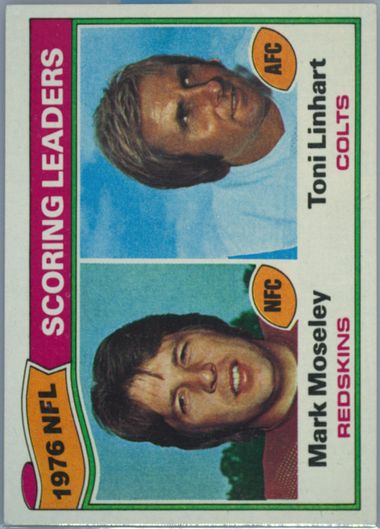 1976 NFL
SCORING LEADERS
NFC
AFC
Mark Moseley
REDSKINS
Toni Linhart
COLTS